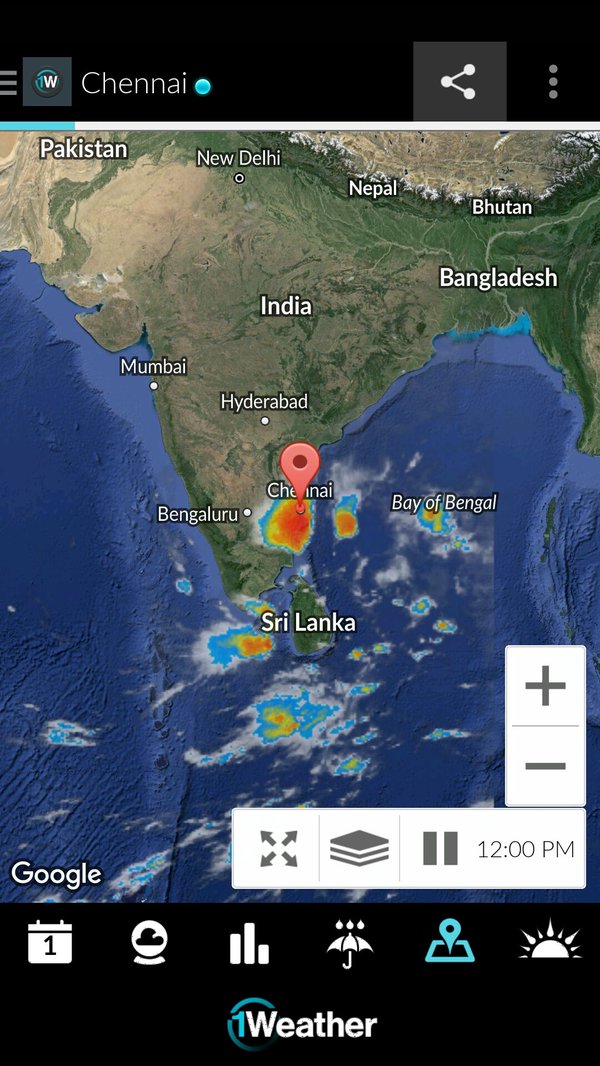 1W Chennai
Pakistan
New Delhi
Nepal
Bhutan
Bangladesh
India
Mumbai
Hyderabad
Chennai
Bay of Bengal
Bengaluru
Sri Lanka
12:00 PM
Google
1
1Weather